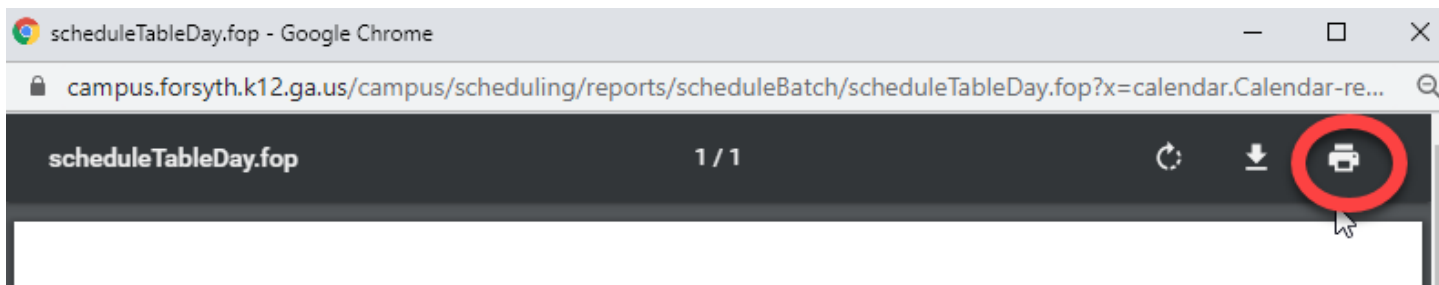 scheduleTableDay.fop - Google Chrome
campus.forsyth.k12.ga.us/campus/scheduling/reports/scheduleBatch/scheduleTableDay.fop?x=calendar.Calendar-re...
scheduleTableDay.fop 1 / 1